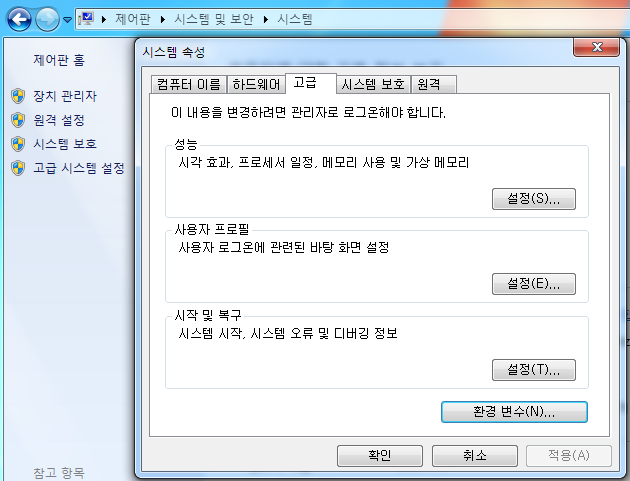 제어판 시스템 및 보안 시스템
제어판 홈
장치 관리자
원격 설정
시스템 보호
고급 시스템 설정
참고 항목
시스템 속성
컴퓨터 이름 하드웨어 고급 시스템 보호 원격
이 내용을 변경하려면 관리자로 로그온해야 합니다.
성능
시각 효과, 프로세서 일정, 메모리 사용 및 가상 메모리
설정(S)...
사용자 프로필
사용자 로그온에 관련된 바탕 화면 설정
설정(E)...
시작 및 복구
시스템 시작, 시스템 오류 및 디버깅 정보
설정(T)...
환경 변수(N)...
확인 취소 적용(A)